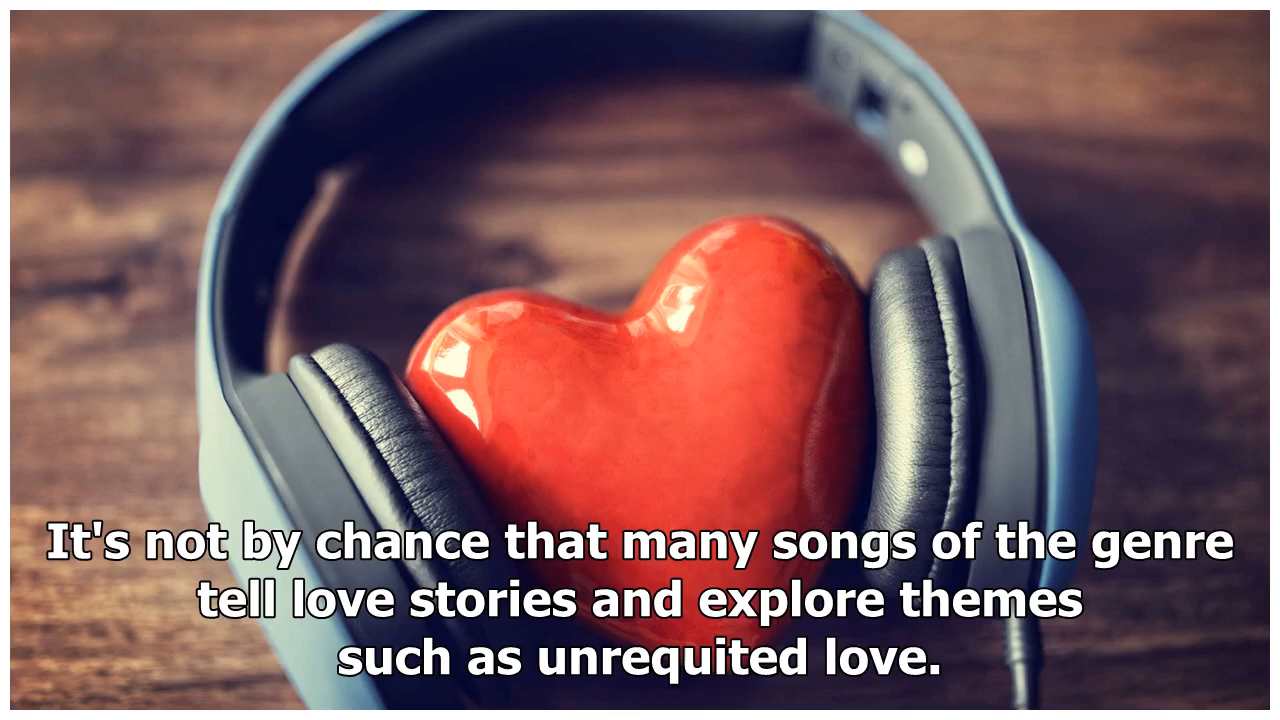 It's not by chance that many songs of the genre
tell love stories and explore themes
such as unrequited love.